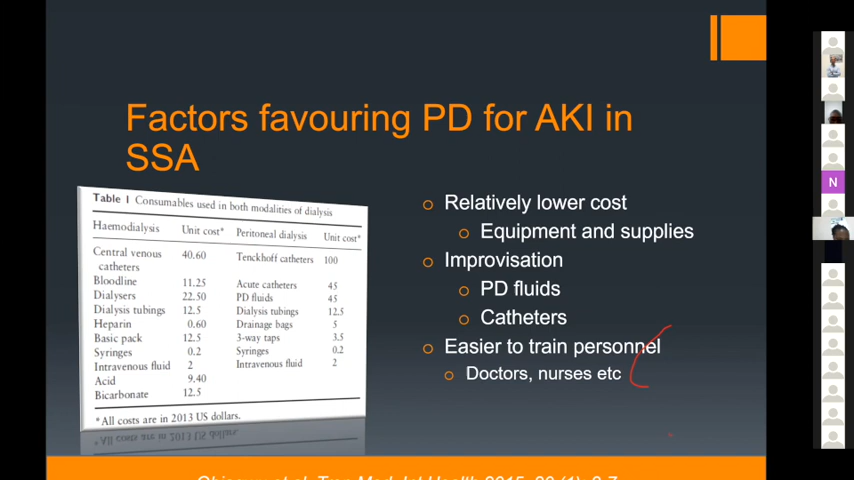 Factors favouring PD for AKI in
SSA
Table 1 Consumables used in both modalities of dialysis
Haemodialysis Unit cost* Peritoneal dialysis Unit cost*
Central venous catheters 40.60 Tenckhoff catheters 100
Bloodline 11.25 Acute catheters 45
Dialysers 22.50 PD fluids 45
Dialysis tubings 12.5 Dialysis tubings 12.5
Heparin 0.60 Drainage bags 5
Basic pack 12.5 3-way taps 3.5
Syringes 0.2 Syringes 0.2
Intravenous fluid 2 Intravenous fluid 2
Acid 9.40
Bicarbonate 12.5
*All costs are in 2013 US dollars.
Relatively lower cost
Equipment and supplies
Improvisation
PD fluids
Catheters
Easier to train personnel
Doctors, nurses etc
N